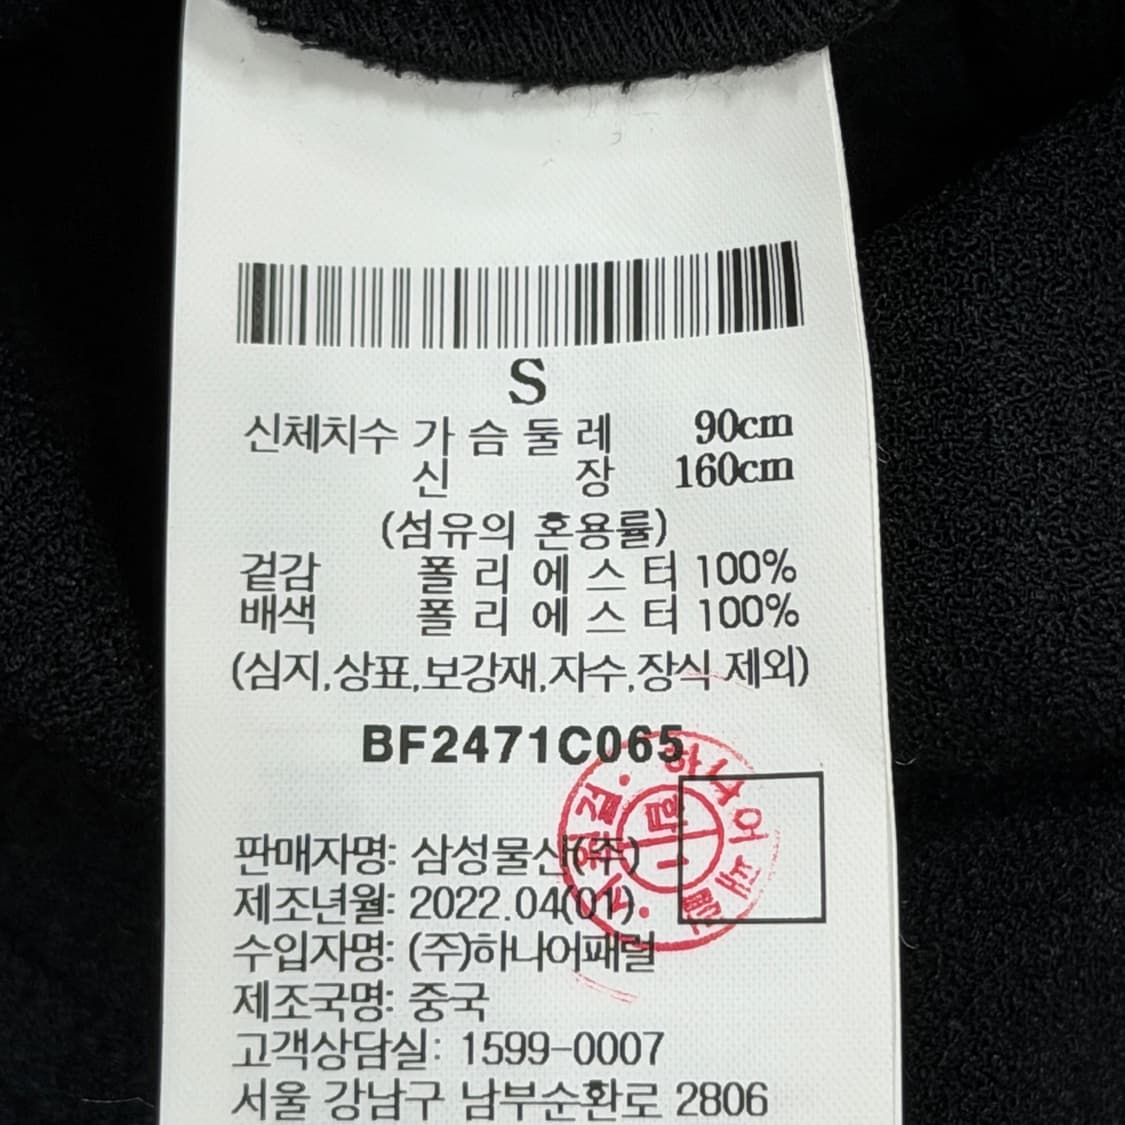 S
신체치수 가 슴 둘 레 90cm
신 장 160cm
(섬유의 혼용률)
겉감 폴 리 에 스 터 100%
배색 폴 리 에 스 터 100%
(심지,상표,보강재,자수,장식 제외)
BF2471C065
판매자명: 삼성물산(주)
제조년월: 2022.04(01).
수입자명: (주)하나어패럴
제조국명: 중국
고객상담실: 1599-0007
서울 강남구 남부순환로 2806